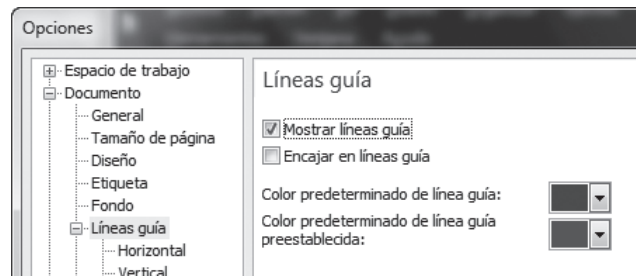 Opciones
Espacio de trabajo
Documento
General
Tamaño de página
Diseño
Etiqueta
Fondo
Líneas guía
Horizontal
Vertical
Líneas guía
Mostrar líneas guía
Encajar en líneas guía
Color predeterminado de línea guía:
Color predeterminado de línea guía
preestablecida: